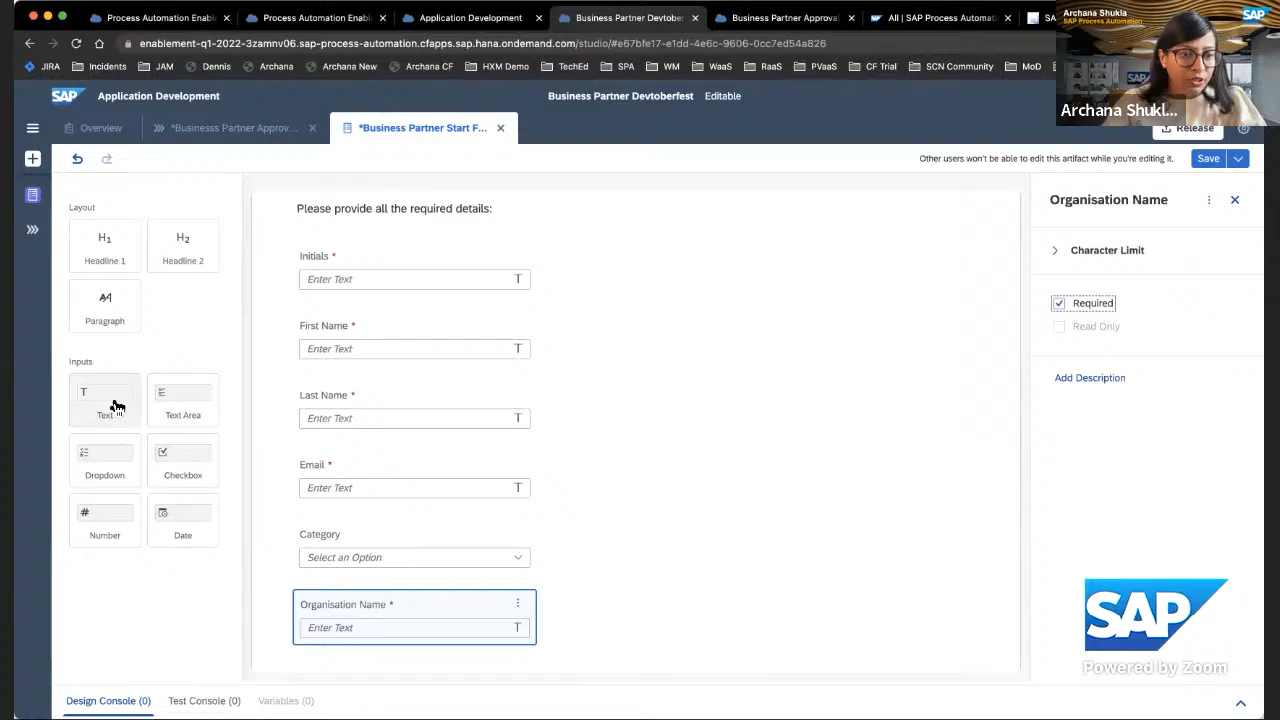 Process Automation Enabl
Process Automation Enabl
Application Development
Business Partner Devtober
Business Partner Approval
All | SAP Process Automat
SA
enablement-q1-2022-3zamnv06.sap-process-automation.cfapps.sap.hana.ondemand.com/studio/#e67bfe17-e1dd-4e6c-9606-0cc7ed54a826
JIRA
Incidents
JAM
Dennis
Archana
Archana New
Archana CF
HXM Demo
TechEd
SPA
WM
WaaS
RaaS
PVaaS
CF Trial
SCN Community
MoD
Archana Shukla
SAP Process Automation
SAP
SAP
Archana Shukl...
SAP
Application Development
Business Partner Devtoberfest
Editable
Overview
*Businesss Partner Approv...
*Business Partner Start F...
Release
Other users won't be able to edit this artifact while you're editing it.
Save
Layout
H1
Headline 1
H2
Headline 2
Paragraph
Inputs
T
Text
Text Area
Dropdown
Checkbox
#
Number
Date
Please provide all the required details:
Initials *
Enter Text T
First Name *
Enter Text T
Last Name *
Enter Text T
Email *
Enter Text T
Category
Select an Option
Organisation Name *
Enter Text T
Organisation Name
Character Limit
Required
Read Only
Add Description
SAP
Powered by Zoom
Design Console (0)
Test Console (0)
Variables (0)